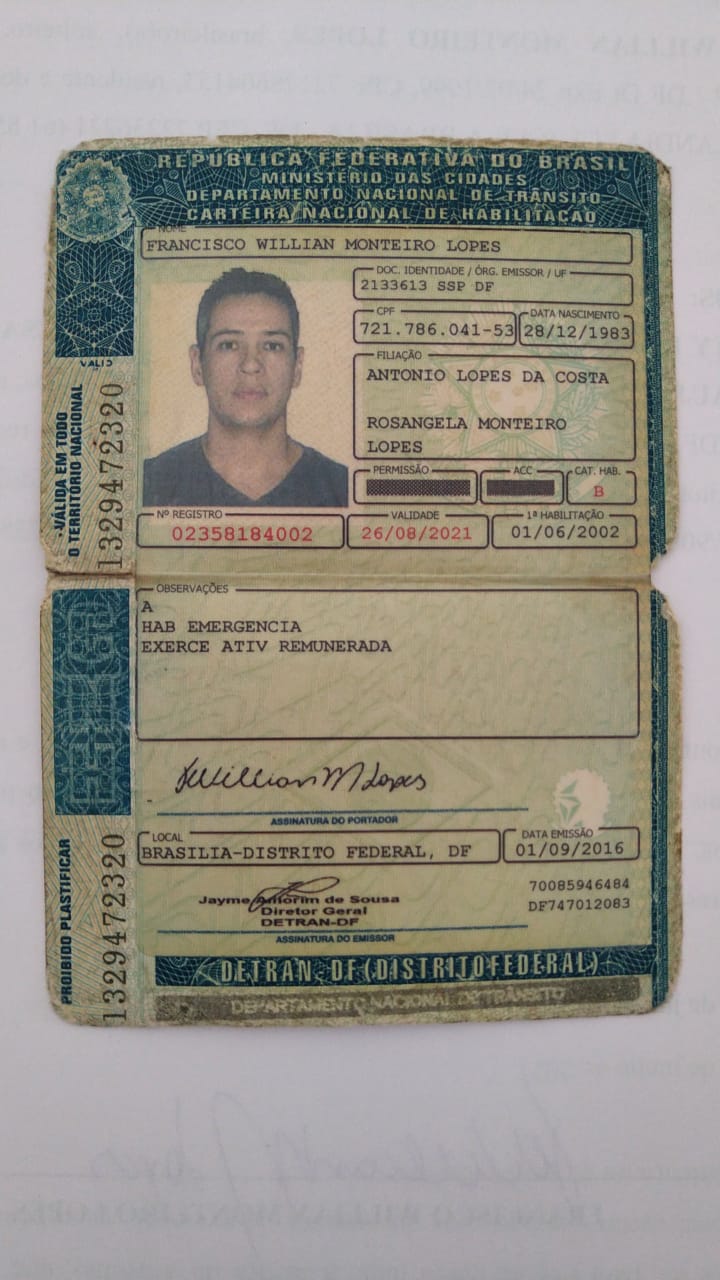 REPÚBLICA FEDERATIVA DO BRASIL
MINISTÉRIO DAS CIDADES
DEPARTAMENTO NACIONAL DE TRÂNSITO
CARTEIRA NACIONAL DE HABILITAÇÃO
NOME
FRANCISCO WILLIAN MONTEIRO LOPES
DOC. IDENTIDADE / ÓRG. EMISSOR / UF
2133613 SSP DF
CPF
721.786.041-53
DATA NASCIMENTO
28/12/1983
FILIAÇÃO
ANTONIO LOPES DA COSTA
ROSANGELA MONTEIRO
LOPES
PERMISSÃO
ACC
CAT. HAB.
B
Nº REGISTRO
02358184002
VALIDADE
26/08/2021
1ª HABILITAÇÃO
01/06/2002
VÁLIDA EM TODO
O TERRITÓRIO NACIONAL
1329472320
OBSERVAÇÕES
A
HAB EMERGENCIA
EXERCE ATIV REMUNERADA
FWillian M Lopes
ASSINATURA DO PORTADOR
LOCAL
BRASILIA-DISTRITO FEDERAL, DF
DATA EMISSÃO
01/09/2016
70085946484
DF747012083
Jayme Amorim de Sousa
Diretor Geral
DETRAN-DF
ASSINATURA DO EMISSOR
PROIBIDO PLASTIFICAR
1329472320
DETRAN-DF (DISTRITO FEDERAL)
DEPARTAMENTO NACIONAL DE TRÂNSITO